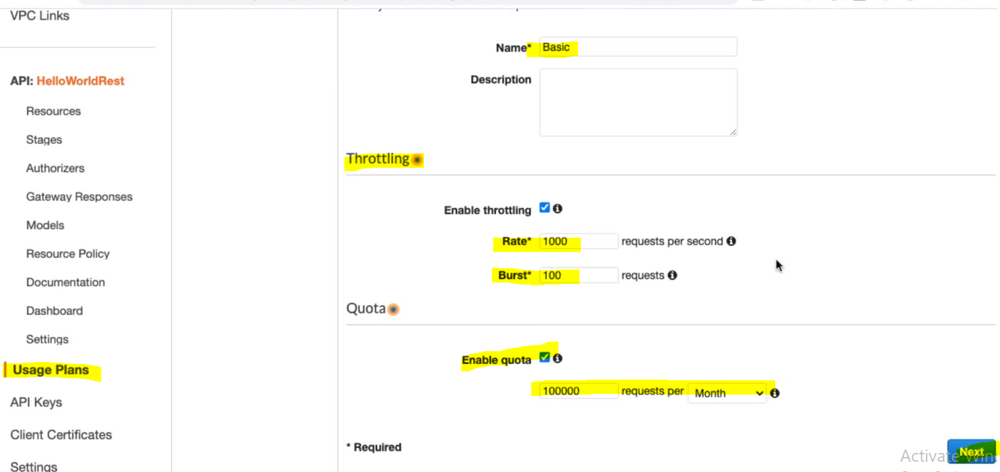 VPC Links
Name* Basic
API: HelloWorldRest
Description
Resources
Stages
Throttling
Authorizers
Gateway Responses
Enable throttling
Models
Rate* 1000 requests per second
Resource Policy
Burst* 100 requests
Documentation
Dashboard
Quota
Settings
Enable quota
Usage Plans
100000 requests per Month
API Keys
Client Certificates
* Required
Next
Activate Win
Settings